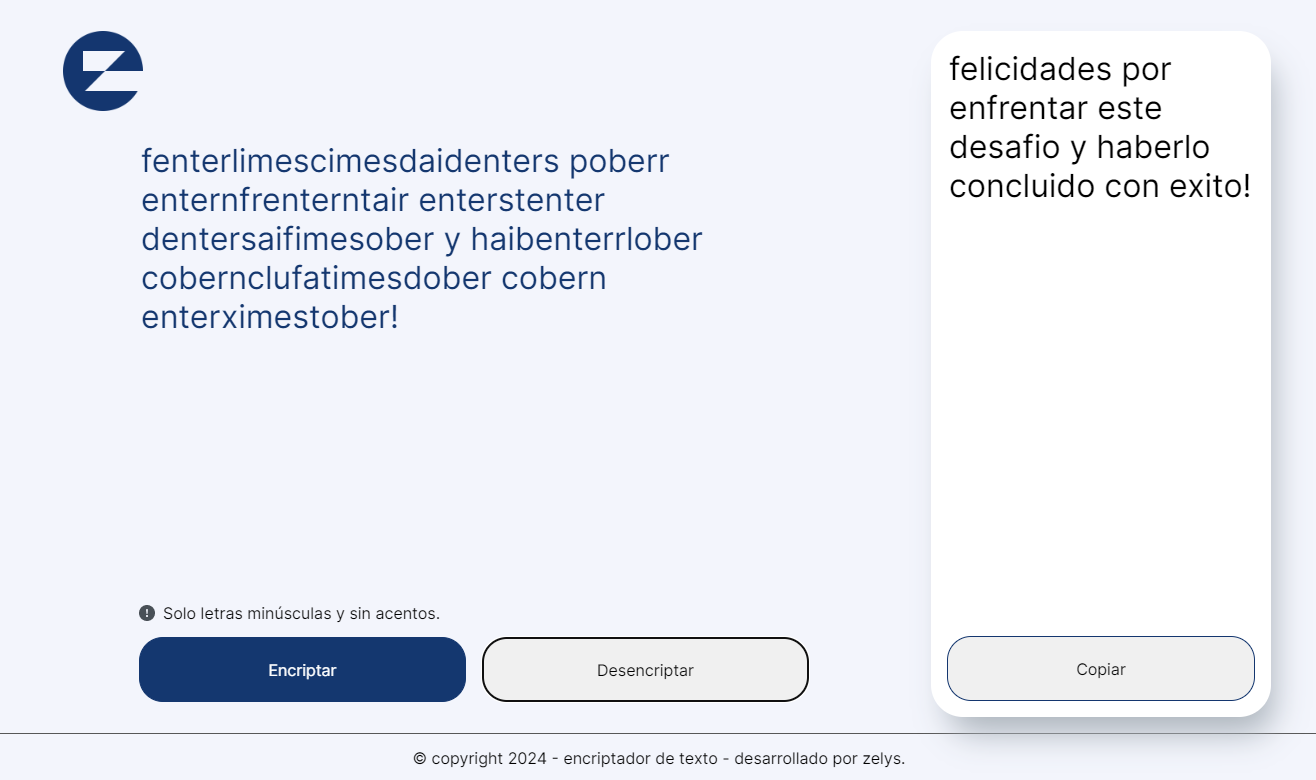 fenterlimescimesdaidenters poberr
enternfrenterntair enterstenter
dentersaifimesober y haibenterrlober
cobernclufatimesdober cobern
enterximestober!
Solo letras minúsculas y sin acentos.
Encriptar
Desencriptar
felicidades por
enfrentar este
desafio y haberlo
concluido con exito!
Copiar
© copyright 2024 - encriptador de texto - desarrollado por zelys.